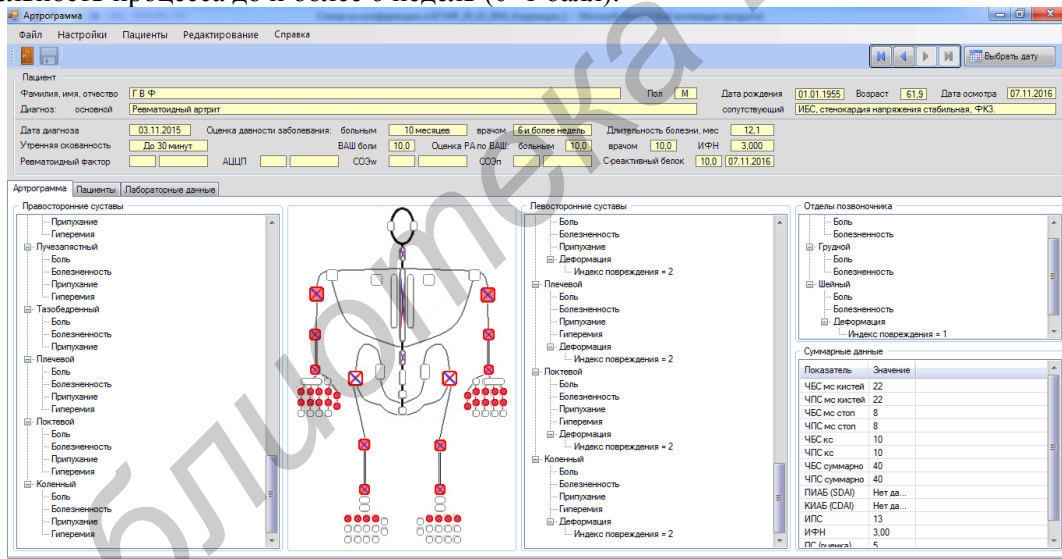 льность процесса до и более 6 недель (0–1 балл).
Артрограмма
Файл Настройки Пациенты Редактирование Справка
Выбрать дату
Пациент
Фамилия, имя, отчество Г В Ф Пол М Дата рождения 01.01.1955 Возраст 61,9 Дата осмотра 07.11.2016
Диагноз: основной Ревматоидный артрит сопутствующий ИБС, стенокардия напряжения стабильная, ФК3.
Дата диагноза 03.11.2015 Оценка давности заболевания: больным 10 месяцев врачом 6 и более недель Длительность болезни, мес 12,1
Утренняя скованность До 30 минут ВАШ боли 10,0 Оценка РА по ВАШ: больным 10,0 врачом 10,0 ИФН 3,000
Ревматоидный фактор АЦЦП СОЭw СОЭп С-реактивный белок 10,0 07.11.2016
Артрограмма Пациенты Лабораторные данные
Правосторонние суставы
Припухание
Гиперемия
Лучезапястный
Боль
Болезненность
Припухание
Гиперемия
Тазобедренный
Боль
Болезненность
Припухание
Плечевой
Боль
Болезненность
Припухание
Гиперемия
Локтевой
Боль
Болезненность
Припухание
Гиперемия
Коленный
Боль
Болезненность
Припухание
Гиперемия
Левосторонние суставы
Боль
Болезненность
Припухание
Деформация
Индекс повреждения = 2
Плечевой
Боль
Болезненность
Припухание
Гиперемия
Деформация
Индекс повреждения = 2
Локтевой
Боль
Болезненность
Припухание
Гиперемия
Деформация
Индекс повреждения = 2
Коленный
Боль
Болезненность
Припухание
Гиперемия
Деформация
Индекс повреждения = 2
Отделы позвоночника
Боль
Болезненность
Грудной
Боль
Болезненность
Шейный
Боль
Болезненность
Деформация
Индекс повреждения = 1
Суммарные данные
Показатель Значение
ЧБС мс кистей 22
ЧПС мс кистей 22
ЧБС мс стоп 8
ЧПС мс стоп 8
ЧБС кс 10
ЧПС кс 10
ЧБС суммарно 40
ЧПС суммарно 40
ПИАБ (SDAI) Нет да...
КИАБ (CDAI) Нет да...
ИПС 13
ИФН 3,00
ПС (оценка) 5